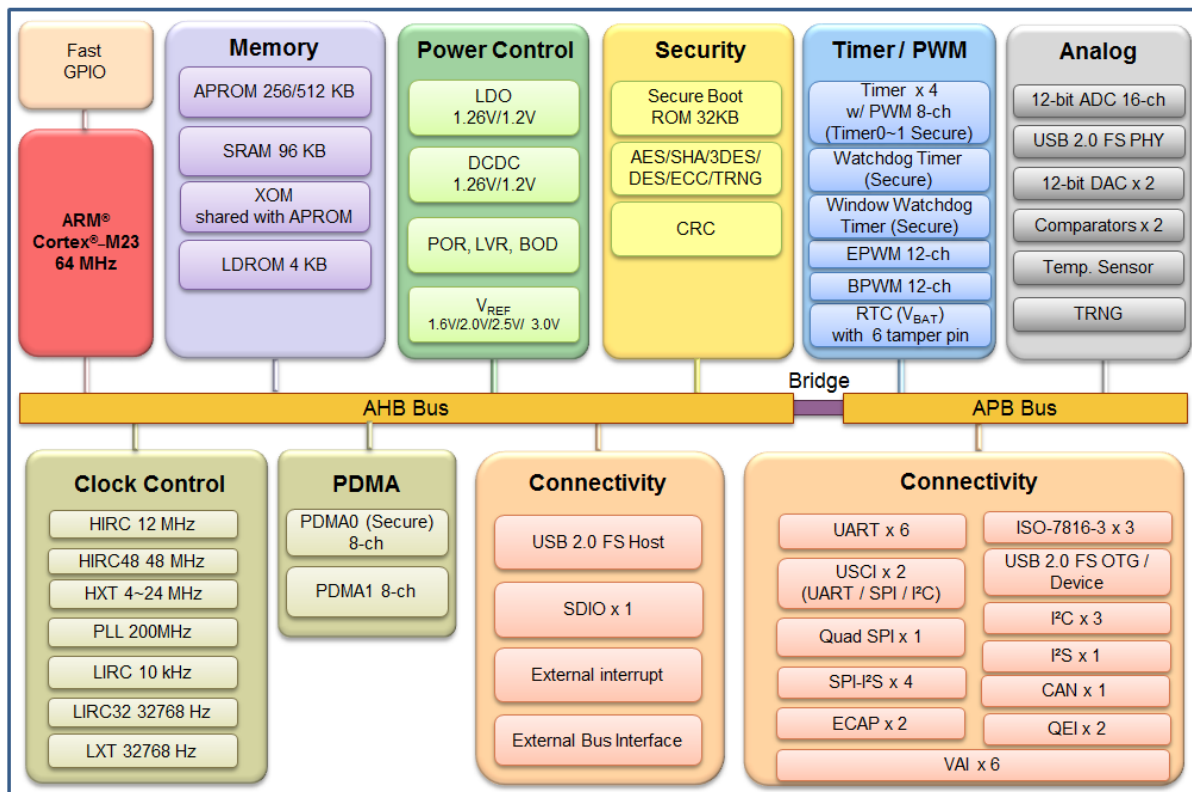 Fast
GPIO
ARM®
Cortex®-M23
64 MHz
Memory
APROM 256/512 KB
SRAM 96 KB
XOM
shared with APROM
LDROM 4 KB
Power Control
LDO
1.26V/1.2V
DCDC
1.26V/1.2V
POR, LVR, BOD
VREF
1.6V/2.0V/2.5V/ 3.0V
Security
Secure Boot
ROM 32KB
AES/SHA/3DES/
DES/ECC/TRNG
CRC
Timer / PWM
Timer x 4
w/ PWM 8-ch
(Timer0~1 Secure)
Watchdog Timer
(Secure)
Window Watchdog
Timer (Secure)
EPWM 12-ch
BPWM 12-ch
RTC (VBAT)
with 6 tamper pin
Analog
12-bit ADC 16-ch
USB 2.0 FS PHY
12-bit DAC x 2
Comparators x 2
Temp. Sensor
TRNG
AHB Bus
Bridge
APB Bus
Clock Control
HIRC 12 MHz
HIRC48 48 MHz
HXT 4~24 MHz
PLL 200MHz
LIRC 10 kHz
LIRC32 32768 Hz
LXT 32768 Hz
PDMA
PDMA0 (Secure)
8-ch
PDMA1 8-ch
Connectivity
USB 2.0 FS Host
SDIO x 1
External interrupt
External Bus Interface
Connectivity
UART x 6
USCI x 2
(UART / SPI / I²C)
Quad SPI x 1
SPI-I²S x 4
ECAP x 2
ISO-7816-3 x 3
USB 2.0 FS OTG /
Device
I²C x 3
I²S x 1
CAN x 1
QEI x 2
VAI x 6